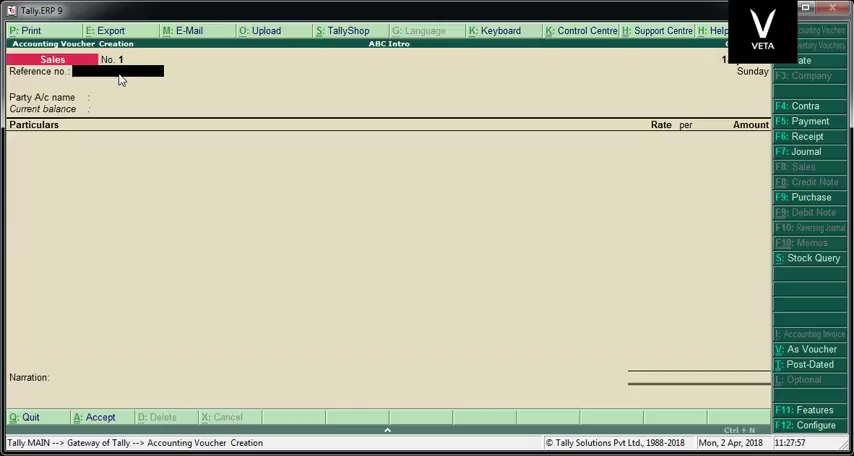 Tally.ERP 9
P: Print E: Export M: E-Mail O: Upload S: TallyShop G: Language K: Keyboard K: Control Centre H: Support Centre H: Help
VETA
Accounting Voucher Creation ABC Intro
Accounting Vouchers
Inventory Vouchers
Sales No. 1
Reference no.:
Sunday
F3: Company
Party A/c name :
Current balance :
F4: Contra
Particulars Rate per Amount
F5: Payment
F6: Receipt
F7: Journal
F8: Sales
F8: Credit Note
F9: Purchase
F9: Debit Note
F10: Reversing Journal
F10: Memos
S: Stock Query
I: Accounting Invoice
V: As Voucher
T: Post-Dated
L: Optional
Narration:
F11: Features
F12: Configure
Q: Quit A: Accept D: Delete X: Cancel
Ctrl + N
Tally MAIN --> Gateway of Tally --> Accounting Voucher Creation © Tally Solutions Pvt Ltd., 1988-2018 Mon, 2 Apr, 2018 11:27:57